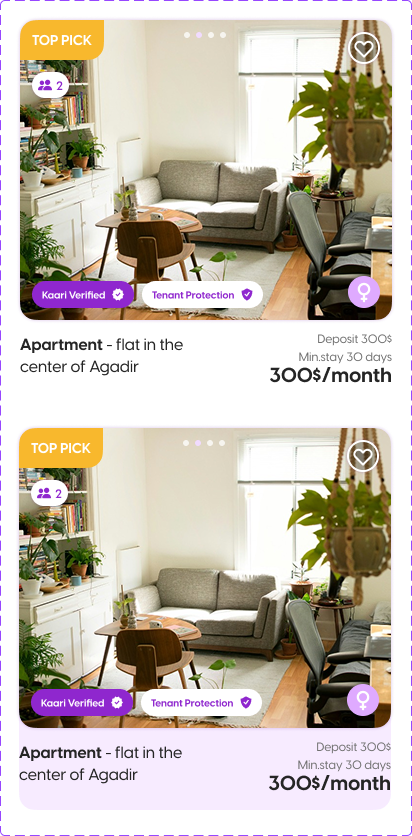 TOP PICK
2
Kaari Verified
Tenant Protection
Apartment - flat in the
center of Agadir
Deposit 300$
Min.stay 30 days
300$/month
TOP PICK
2
Kaari Verified
Tenant Protection
Apartment - flat in the
center of Agadir
Deposit 300$
Min.stay 30 days
300$/month